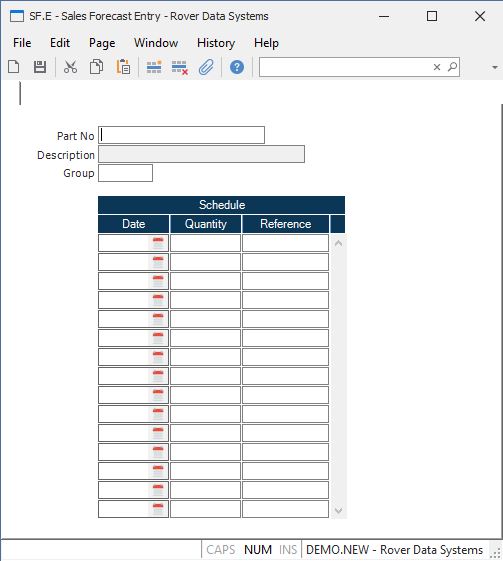 SF.E - Sales Forecast Entry - Rover Data Systems
File Edit Page Window History Help
Part No
Description
Group
Schedule
Date Quantity Reference
CAPS NUM INS DEMO.NEW - Rover Data Systems